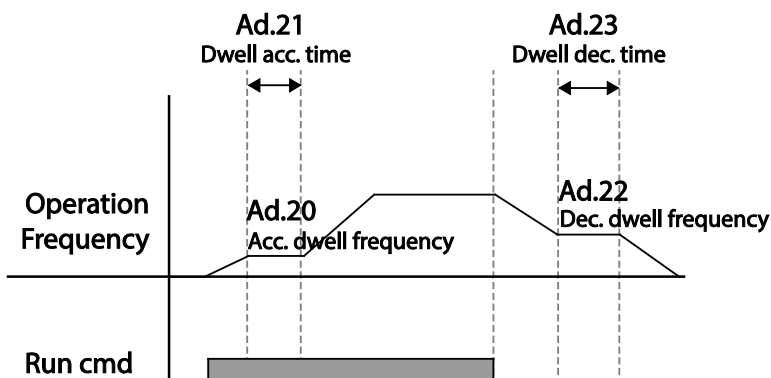 Ad.21
Dwell acc. time
Ad.23
Dwell dec. time
Operation
Frequency
Ad.20
Acc. dwell frequency
Ad.22
Dec. dwell frequency
Run cmd